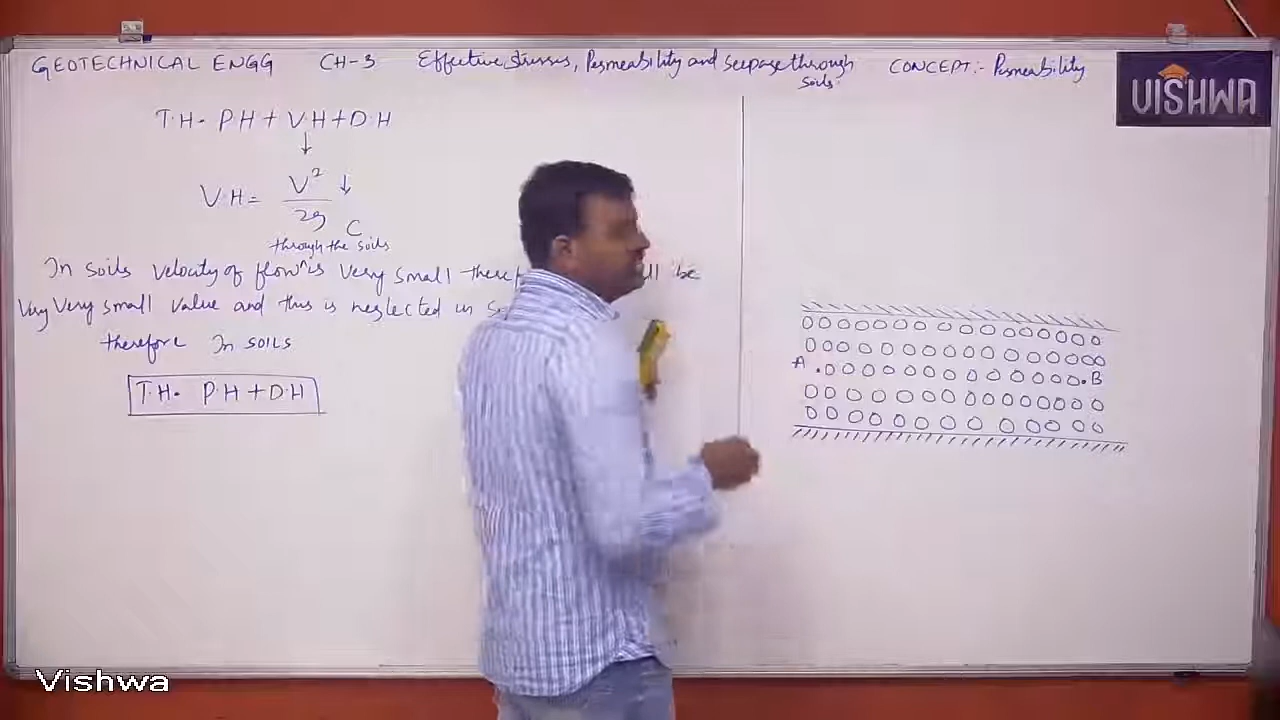 GEOTECHNICAL ENGG CH-3 Effective stresses, Permeability and seepage through soils. CONCEPT:- Permeability
VISHWA
T.H = P.H + V.H + D.H
V.H = V² / 2g
through the soils
In soils velocity of flow is very small be
very very small value and this is neglected in
therefore In SOILS
T.H = P.H + D.H
A B
Vishwa